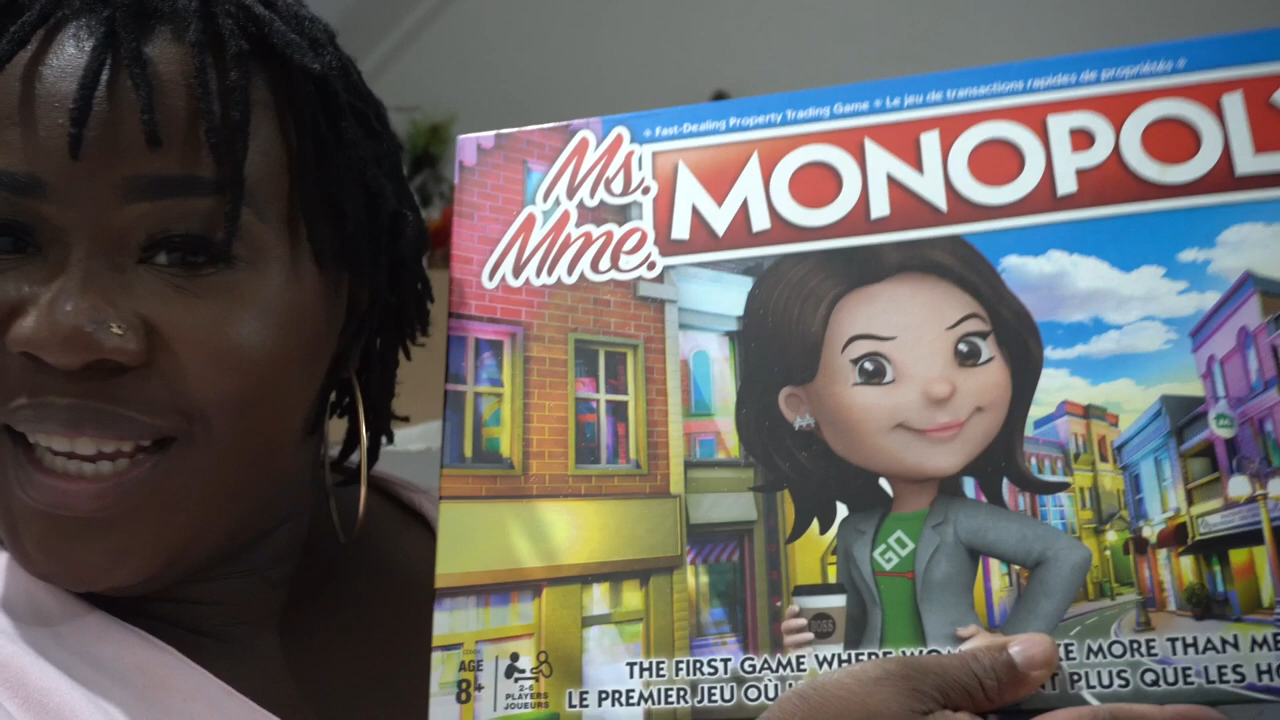 Fast-Dealing Property Trading Game Le jeu de transactions rapides de propriétés
Ms.
Mme.
MONOPOL
GO
BOSS
AGE
8+
2-6
PLAYERS
JOUEURS
THE FIRST GAME WHERE WOM KE MORE THAN ME
LE PREMIER JEU OÙ T PLUS QUE LES HO